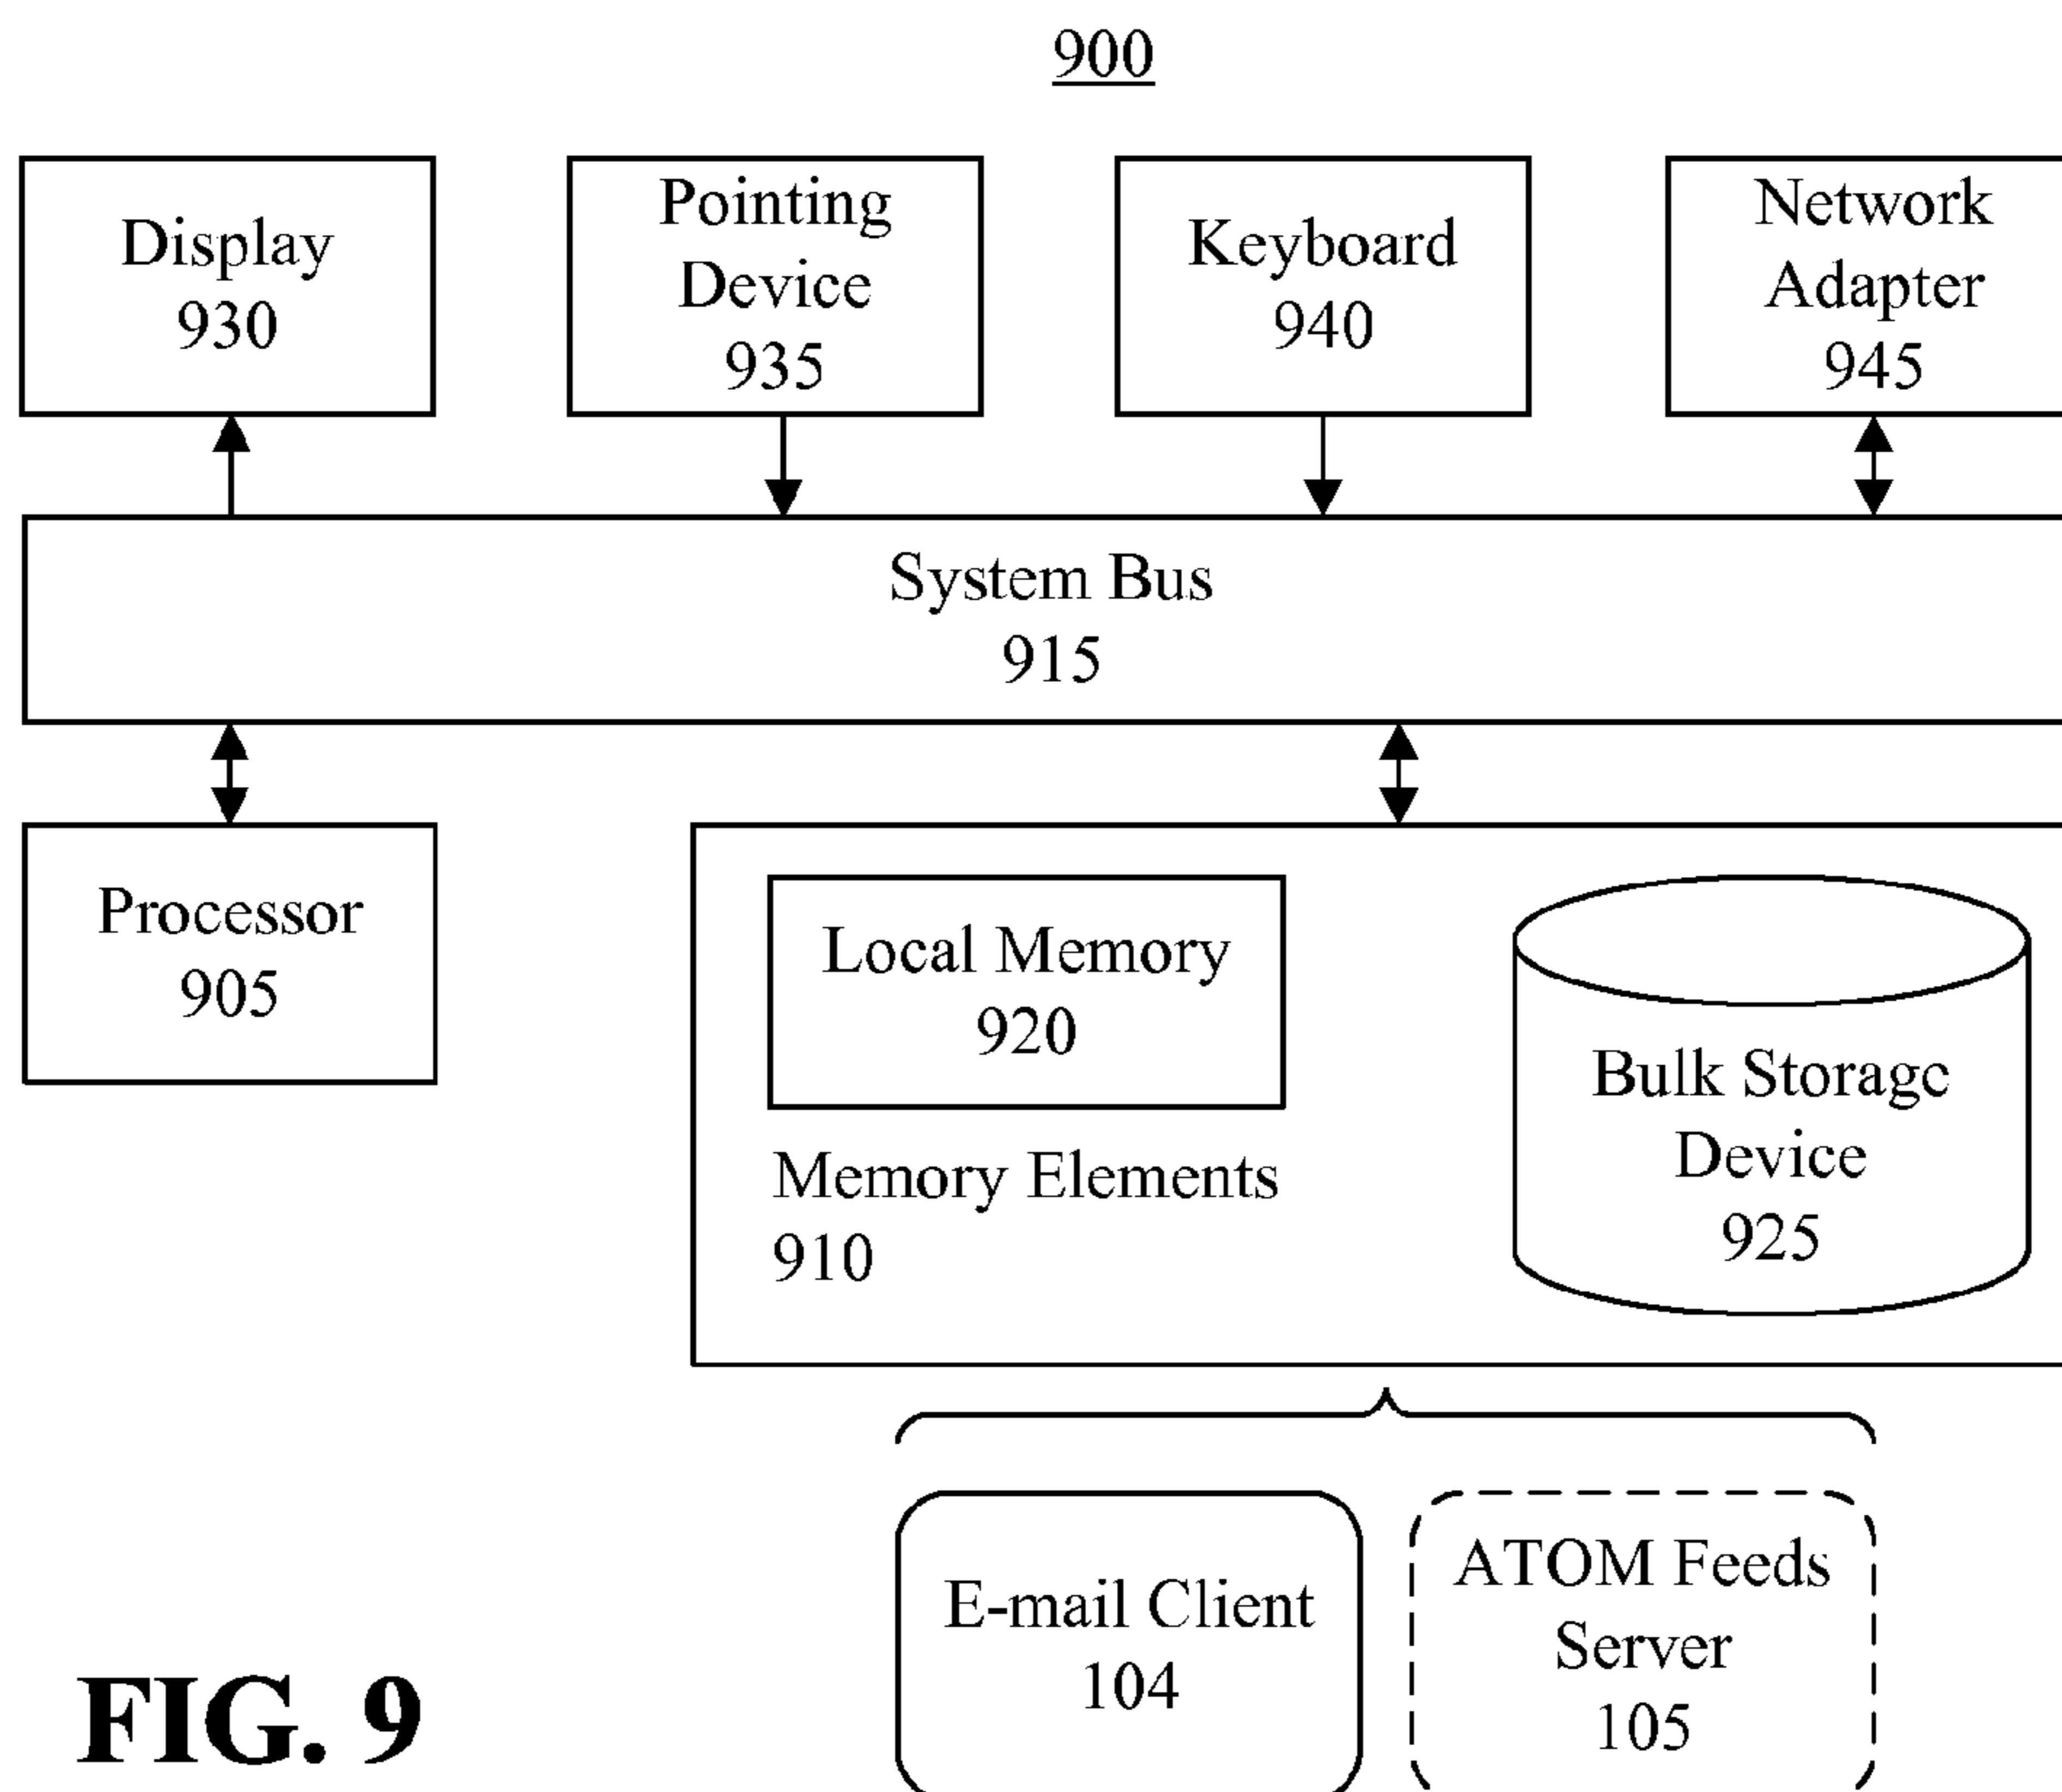 900
Display
930
Pointing
Device
935
Keyboard
940
Network
Adapter
945
System Bus
915
Processor
905
Local Memory
920
Memory Elements
910
Bulk Storage
Device
925
E-mail Client
104
ATOM Feeds
Server
105
FIG. 9